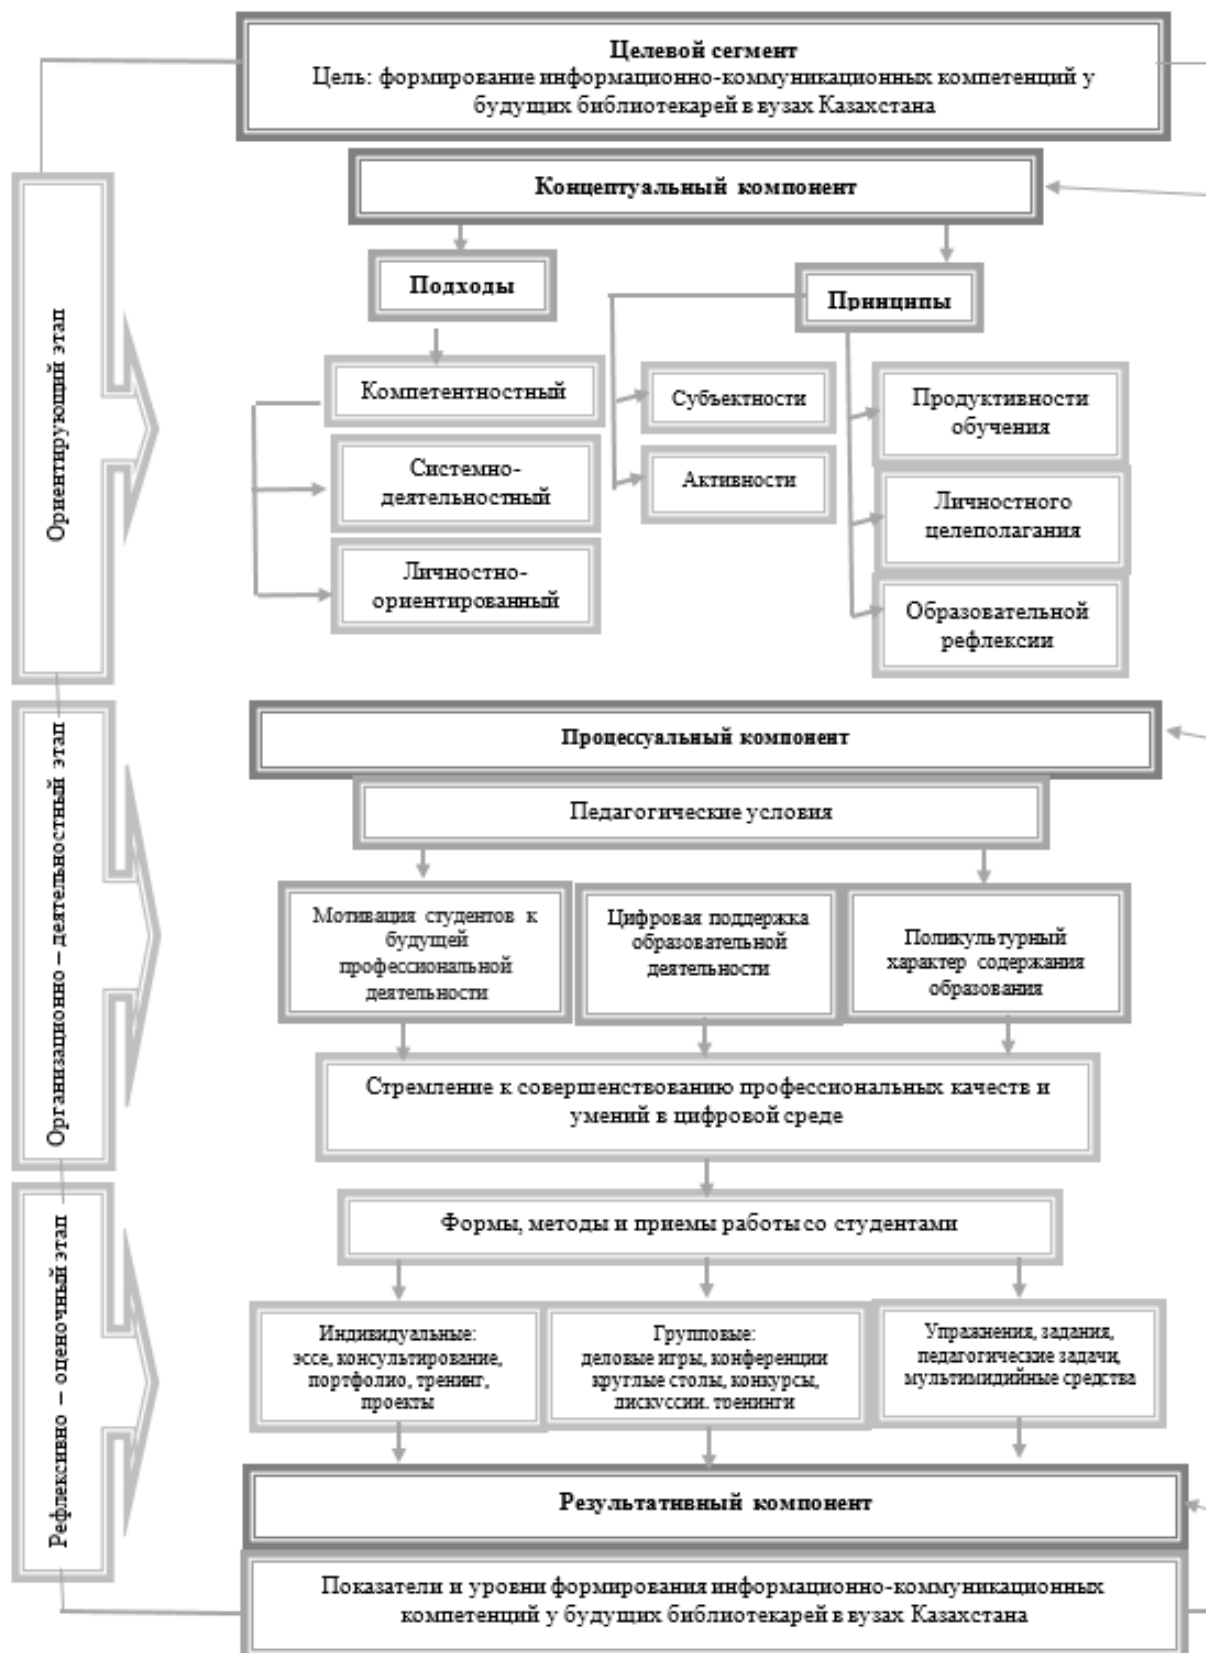 Целевой сегмент
Цель: формирование информационно-коммуникационных компетенций у
будущих библиотекарей в вузах Казахстана
Концептуальный компонент
Подходы
Принципы
Ориентирующий этап
Компетентностный
Системно-
деятельностный
Личностно-
ориентированный
Субъектности
Активности
Продуктивности
обучения
Личностного
целеполагания
Образовательной
рефлексии
Организационно – деятельностный этап
Процессуальный компонент
Педагогические условия
Мотивация студентов к
будущей
профессиональной
деятельности
Цифровая поддержка
образовательной
деятельности
Поликультурный
характер содержания
образования
Стремление к совершенствованию профессиональных качеств и
умений в цифровой среде
Рефлексивно – оценочный этап
Формы, методы и приемы работы со студентами
Индивидуальные:
эссе, консультирование,
портфолио, тренинг,
проекты
Групповые:
деловые игры, конференции
круглые столы, конкурсы,
дискуссии. тренинги
Упражнения, задания,
педагогические задачи,
мультимидийные средства
Результативный компонент
Показатели и уровни формирования информационно-коммуникационных
компетенций у будущих библиотекарей в вузах Казахстана